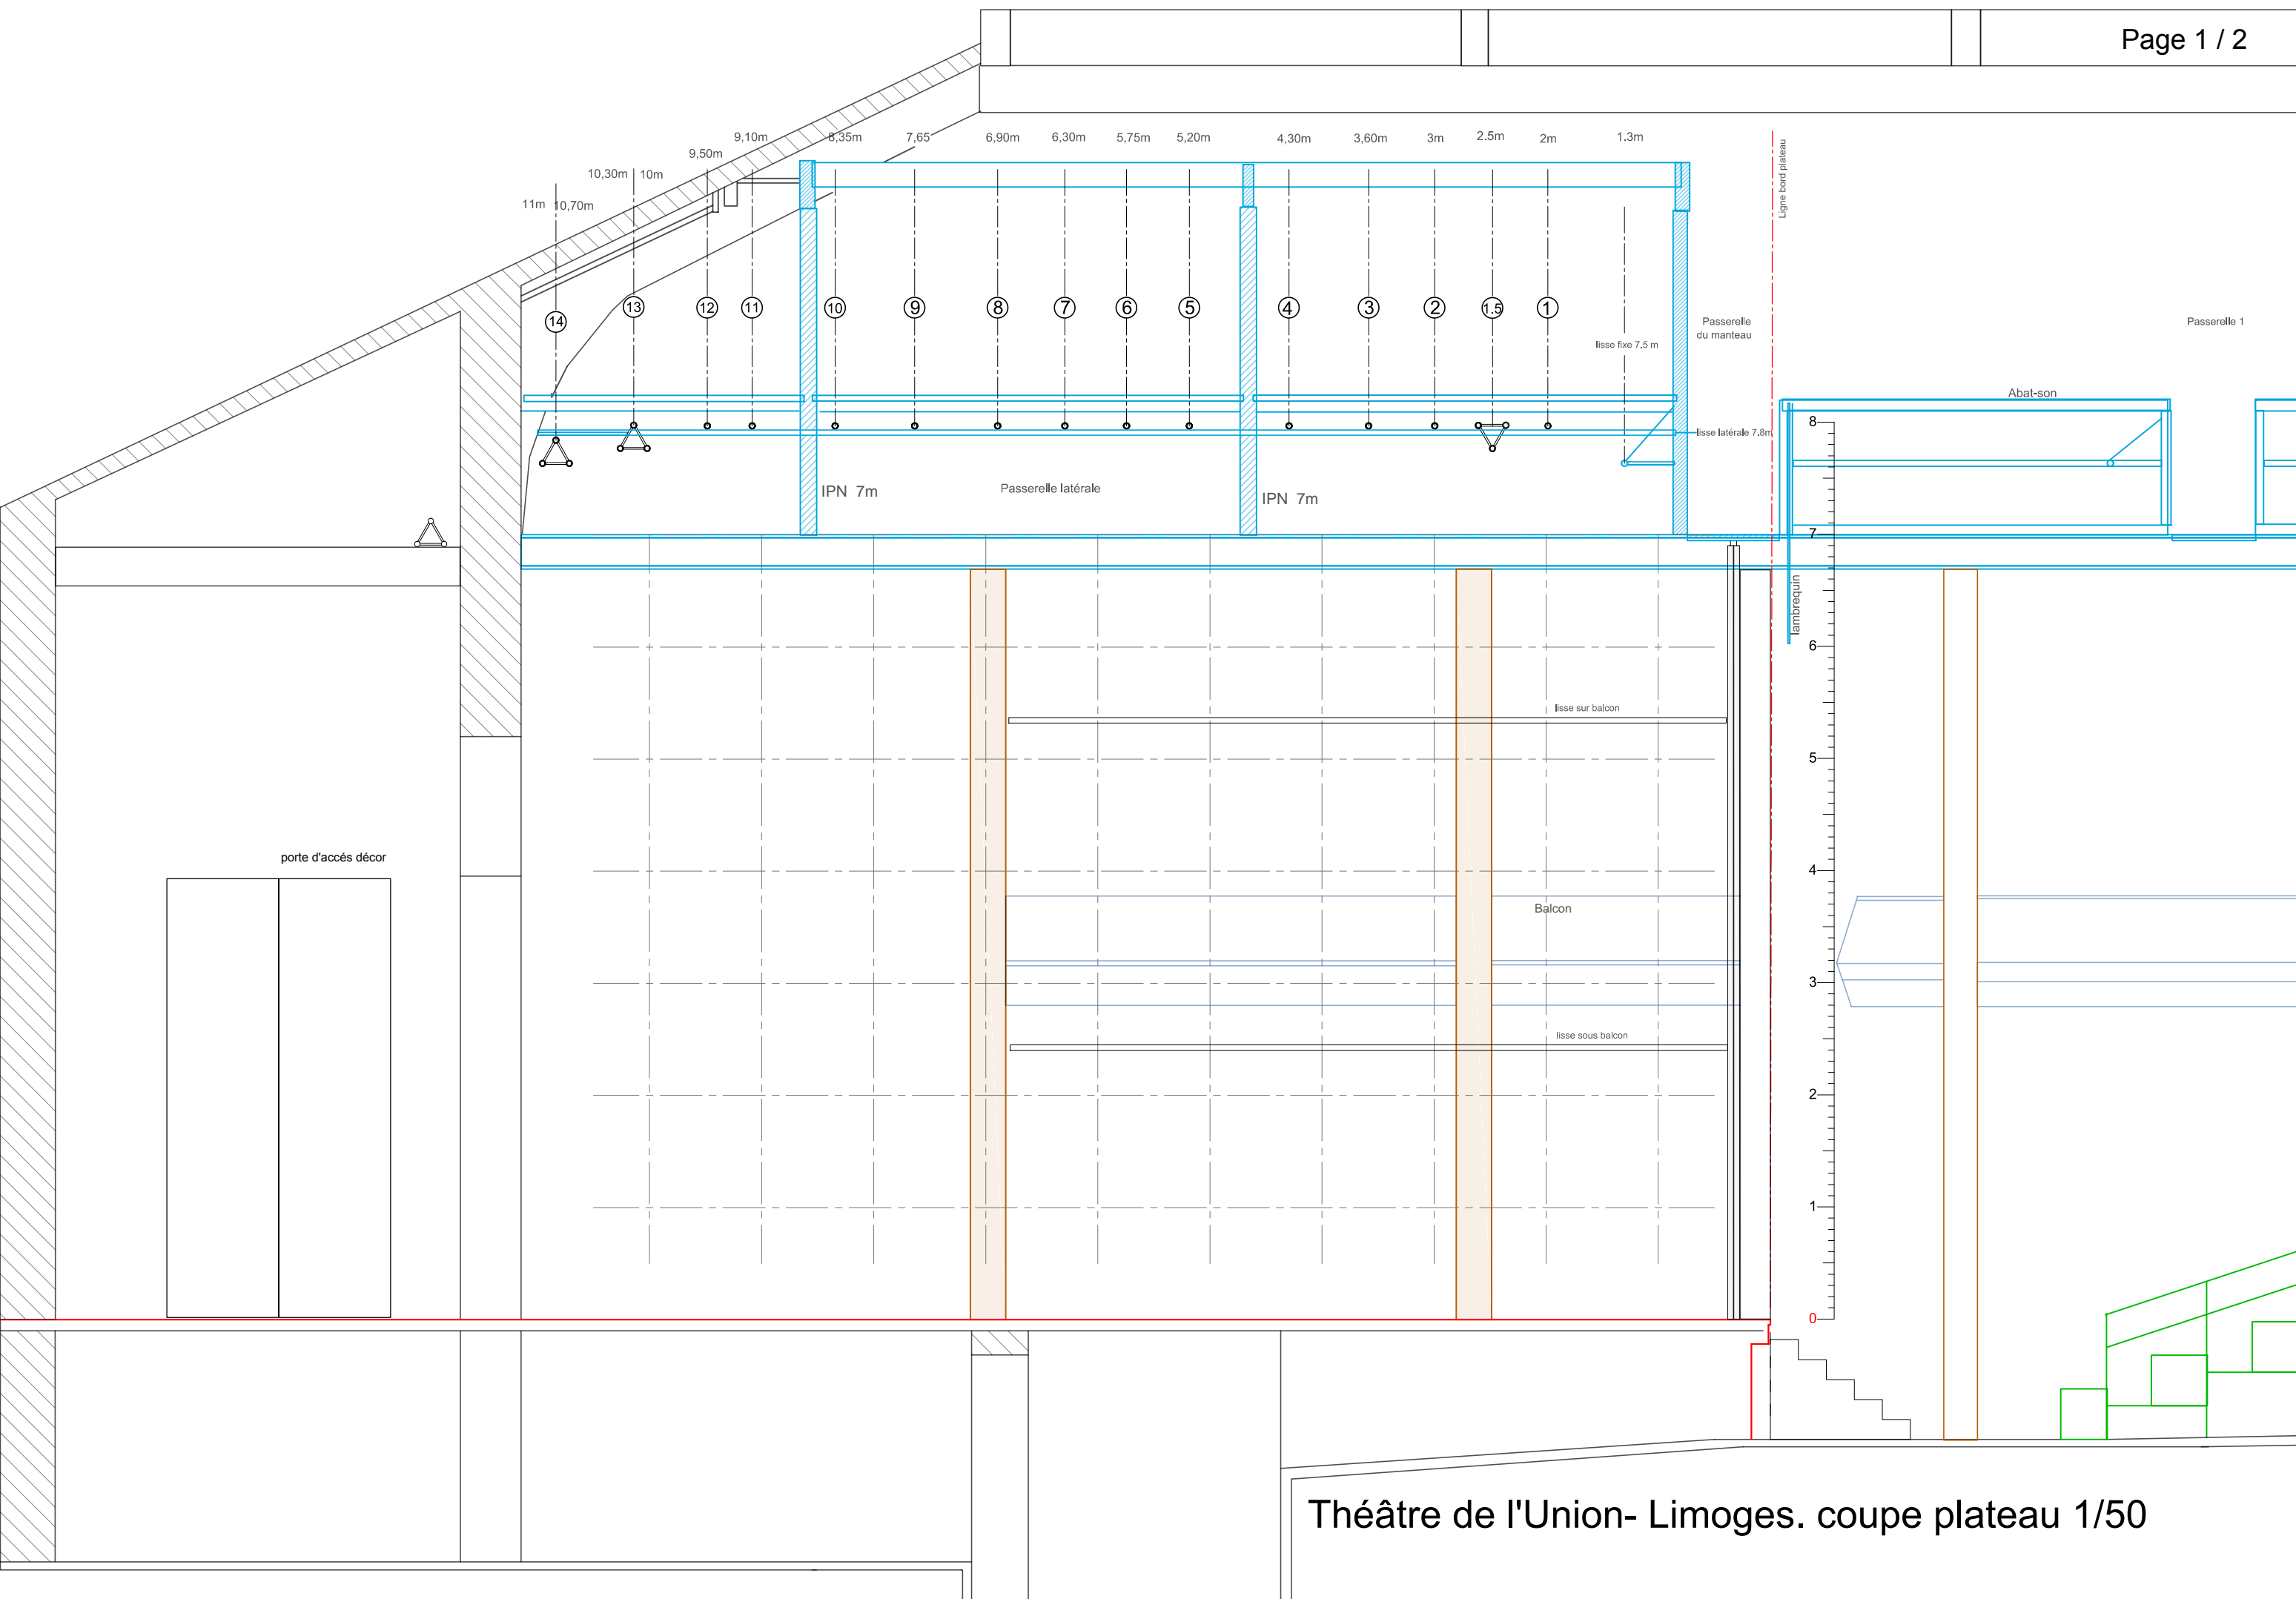 Page 1 / 2
9,10m
8,35m
7,65
6,90m
6,30m
5,75m
5,20m
4,30m
3,60m
3m
2.5m
2m
1.3m
9,50m
10,30m
10m
11m
10,70m
Ligne bord plateau
14
13
12
11
10
9
8
7
6
5
4
3
2
1.5
1
Passerelle
du manteau
Passerelle 1
lisse fixe 7,5 m
Abat-son
lisse latérale 7.8m
IPN 7m
Passerelle latérale
IPN 7m
lambrequin
8
7
6
5
4
3
2
1
0
lisse sur balcon
porte d'accés décor
Balcon
lisse sous balcon
Théâtre de l'Union- Limoges. coupe plateau 1/50